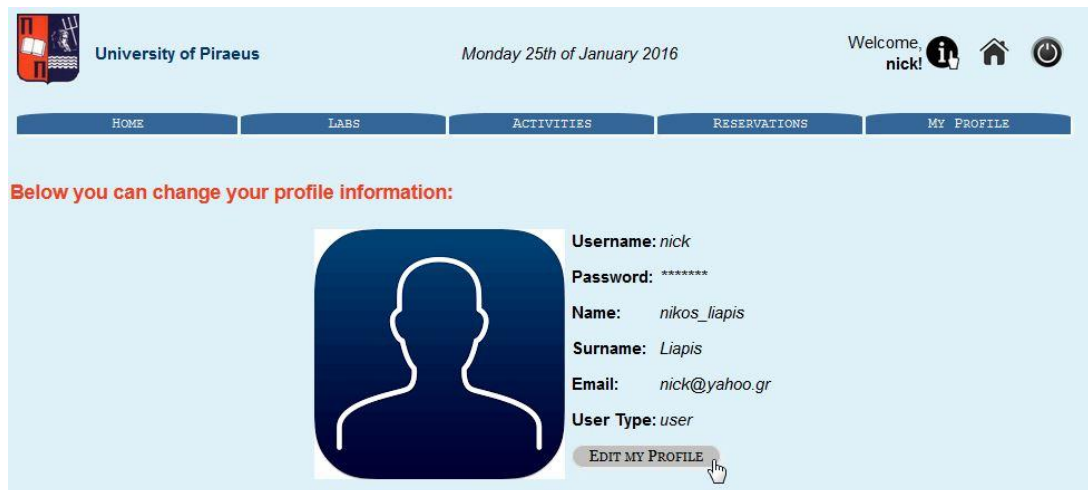 University of Piraeus
Monday 25th of January 2016
Welcome,
nick!
HOME LABS ACTIVITIES RESERVATIONS MY PROFILE
Below you can change your profile information:
Username: nick
Password: *******
Name: nikos_liapis
Surname: Liapis
Email: nick@yahoo.gr
User Type: user
EDIT MY PROFILE